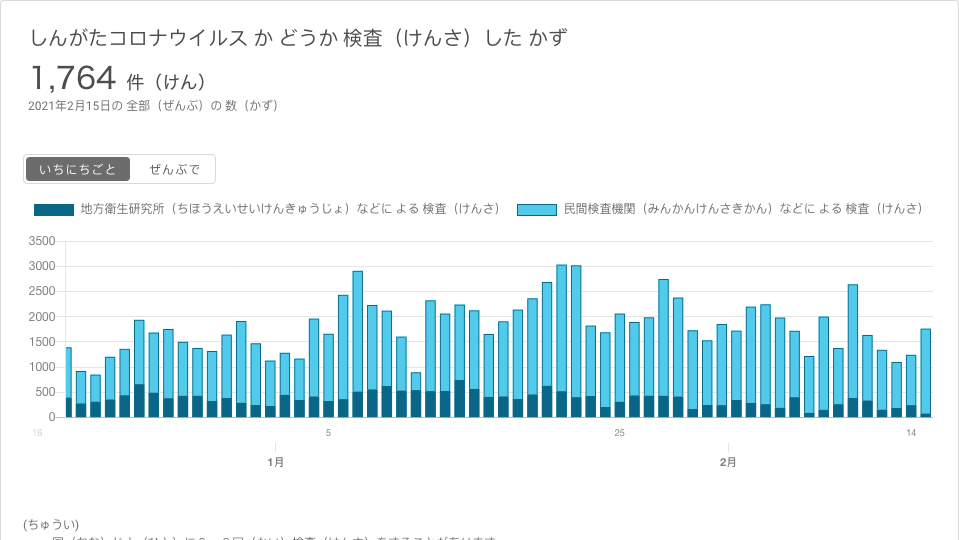 しんがたコロナウイルス か どうか 検査（けんさ）した かず
1,764 件（けん）
2021年2月15日の 全部（ぜんぶ）の 数（かず）
いちにちごと ぜんぶで
地方衛生研究所（ちほうえいせいけんきゅうじょ）などに よる 検査（けんさ） 民間検査機関（みんかんけんさきかん）などに よる 検査（けんさ）
3500
3000
2500
2000
1500
1000
500
0
16 5 25 14
1月 2月
(ちゅうい)